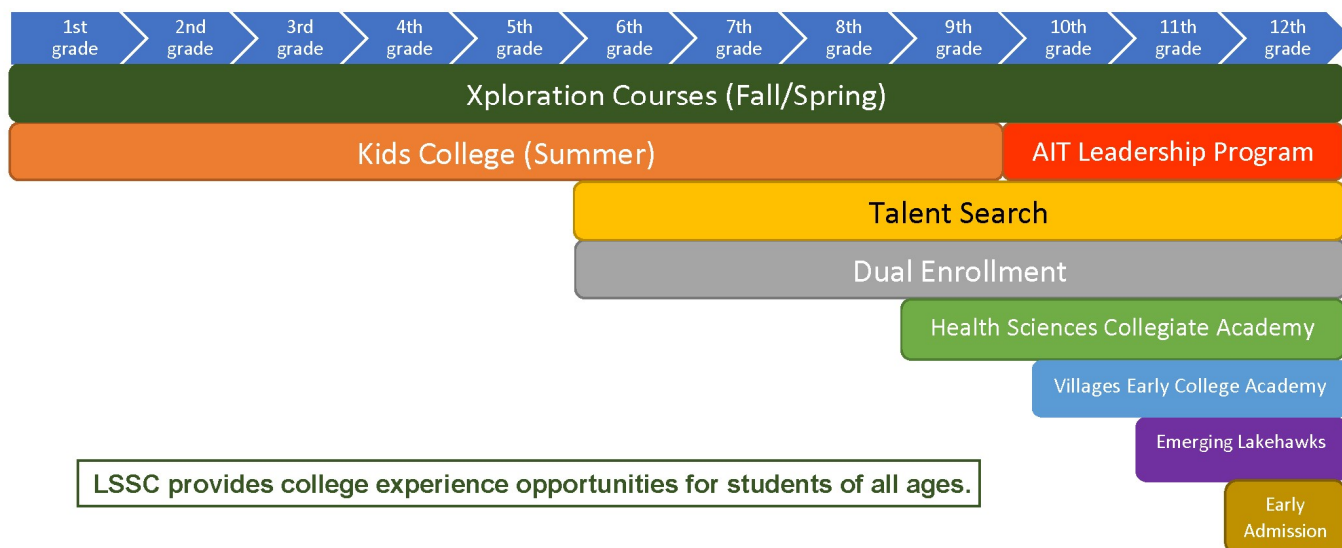 1st grade
2nd grade
3rd grade
4th grade
5th grade
6th grade
7th grade
8th grade
9th grade
10th grade
11th grade
12th grade
Xploration Courses (Fall/Spring)
Kids College (Summer)
AIT Leadership Program
Talent Search
Dual Enrollment
Health Sciences Collegiate Academy
Villages Early College Academy
Emerging Lakehawks
LSSC provides college experience opportunities for students of all ages.
Early
Admission